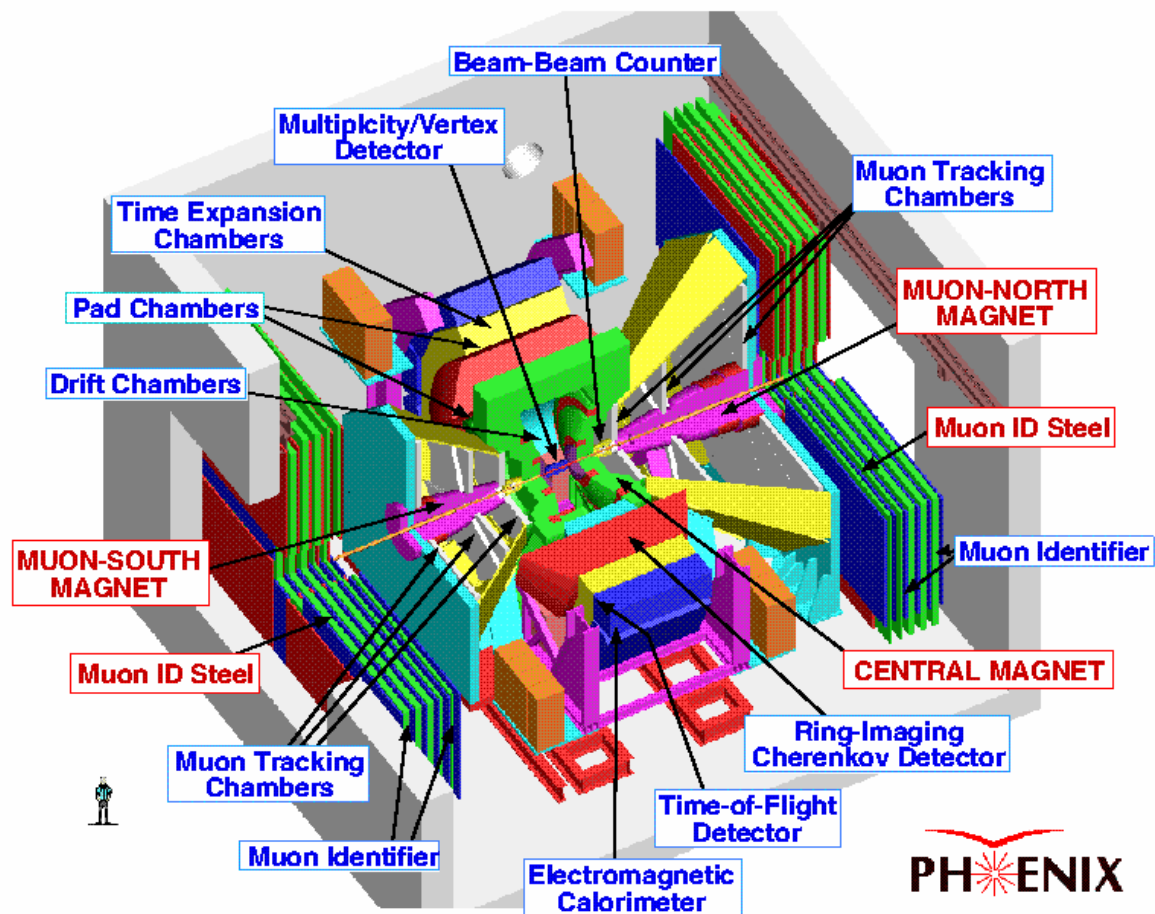 Beam-Beam Counter
Multiplcity/Vertex
Detector
Muon Tracking
Chambers
Time Expansion
Chambers
MUON-NORTH
MAGNET
Pad Chambers
Drift Chambers
Muon ID Steel
MUON-SOUTH
MAGNET
Muon Identifier
Muon ID Steel
CENTRAL MAGNET
Ring-Imaging
Cherenkov Detector
Muon Tracking
Chambers
Time-of-Flight
Detector
Muon Identifier
Electromagnetic
Calorimeter
PHENIX